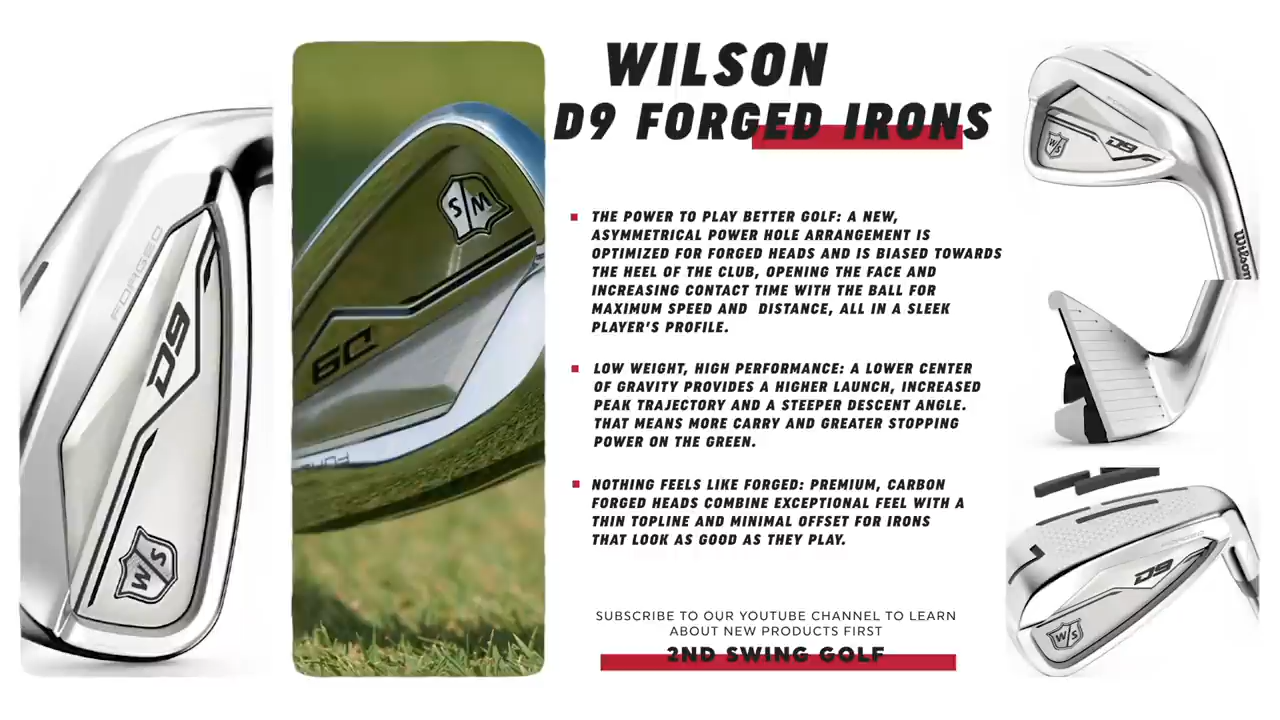 WILSON
D9 FORGED IRONS
THE POWER TO PLAY BETTER GOLF: A NEW,
ASYMMETRICAL POWER HOLE ARRANGEMENT IS
OPTIMIZED FOR FORGED HEADS AND IS BIASED TOWARDS
THE HEEL OF THE CLUB, OPENING THE FACE AND
INCREASING CONTACT TIME WITH THE BALL FOR
MAXIMUM SPEED AND DISTANCE, ALL IN A SLEEK
PLAYER'S PROFILE.
LOW WEIGHT, HIGH PERFORMANCE: A LOWER CENTER
OF GRAVITY PROVIDES A HIGHER LAUNCH, INCREASED
PEAK TRAJECTORY AND A STEEPER DESCENT ANGLE.
THAT MEANS MORE CARRY AND GREATER STOPPING
POWER ON THE GREEN.
NOTHING FEELS LIKE FORGED: PREMIUM, CARBON
FORGED HEADS COMBINE EXCEPTIONAL FEEL WITH A
THIN TOPLINE AND MINIMAL OFFSET FOR IRONS
THAT LOOK AS GOOD AS THEY PLAY.
SUBSCRIBE TO OUR YOUTUBE CHANNEL TO LEARN
ABOUT NEW PRODUCTS FIRST
2ND SWING GOLF
FORGED
D9
W/S
D9
W/S
FORGED
D9
W/S
Wilson
FORGED
D9
W/S